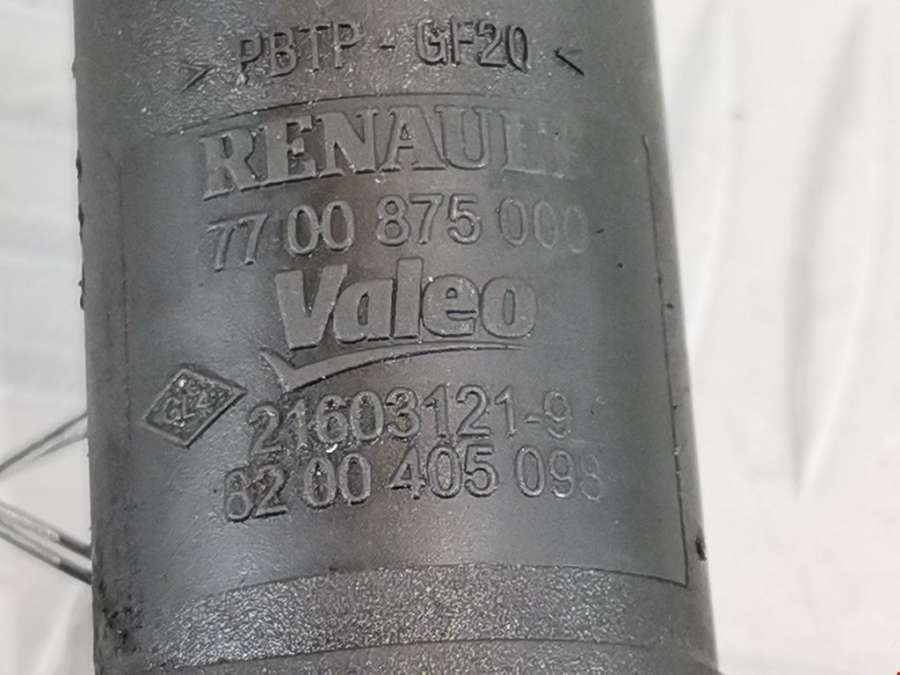 > PBTP - GF20 <
RENAULT
77 00 875 000
Valeo
21603121-9
82 00 405 098